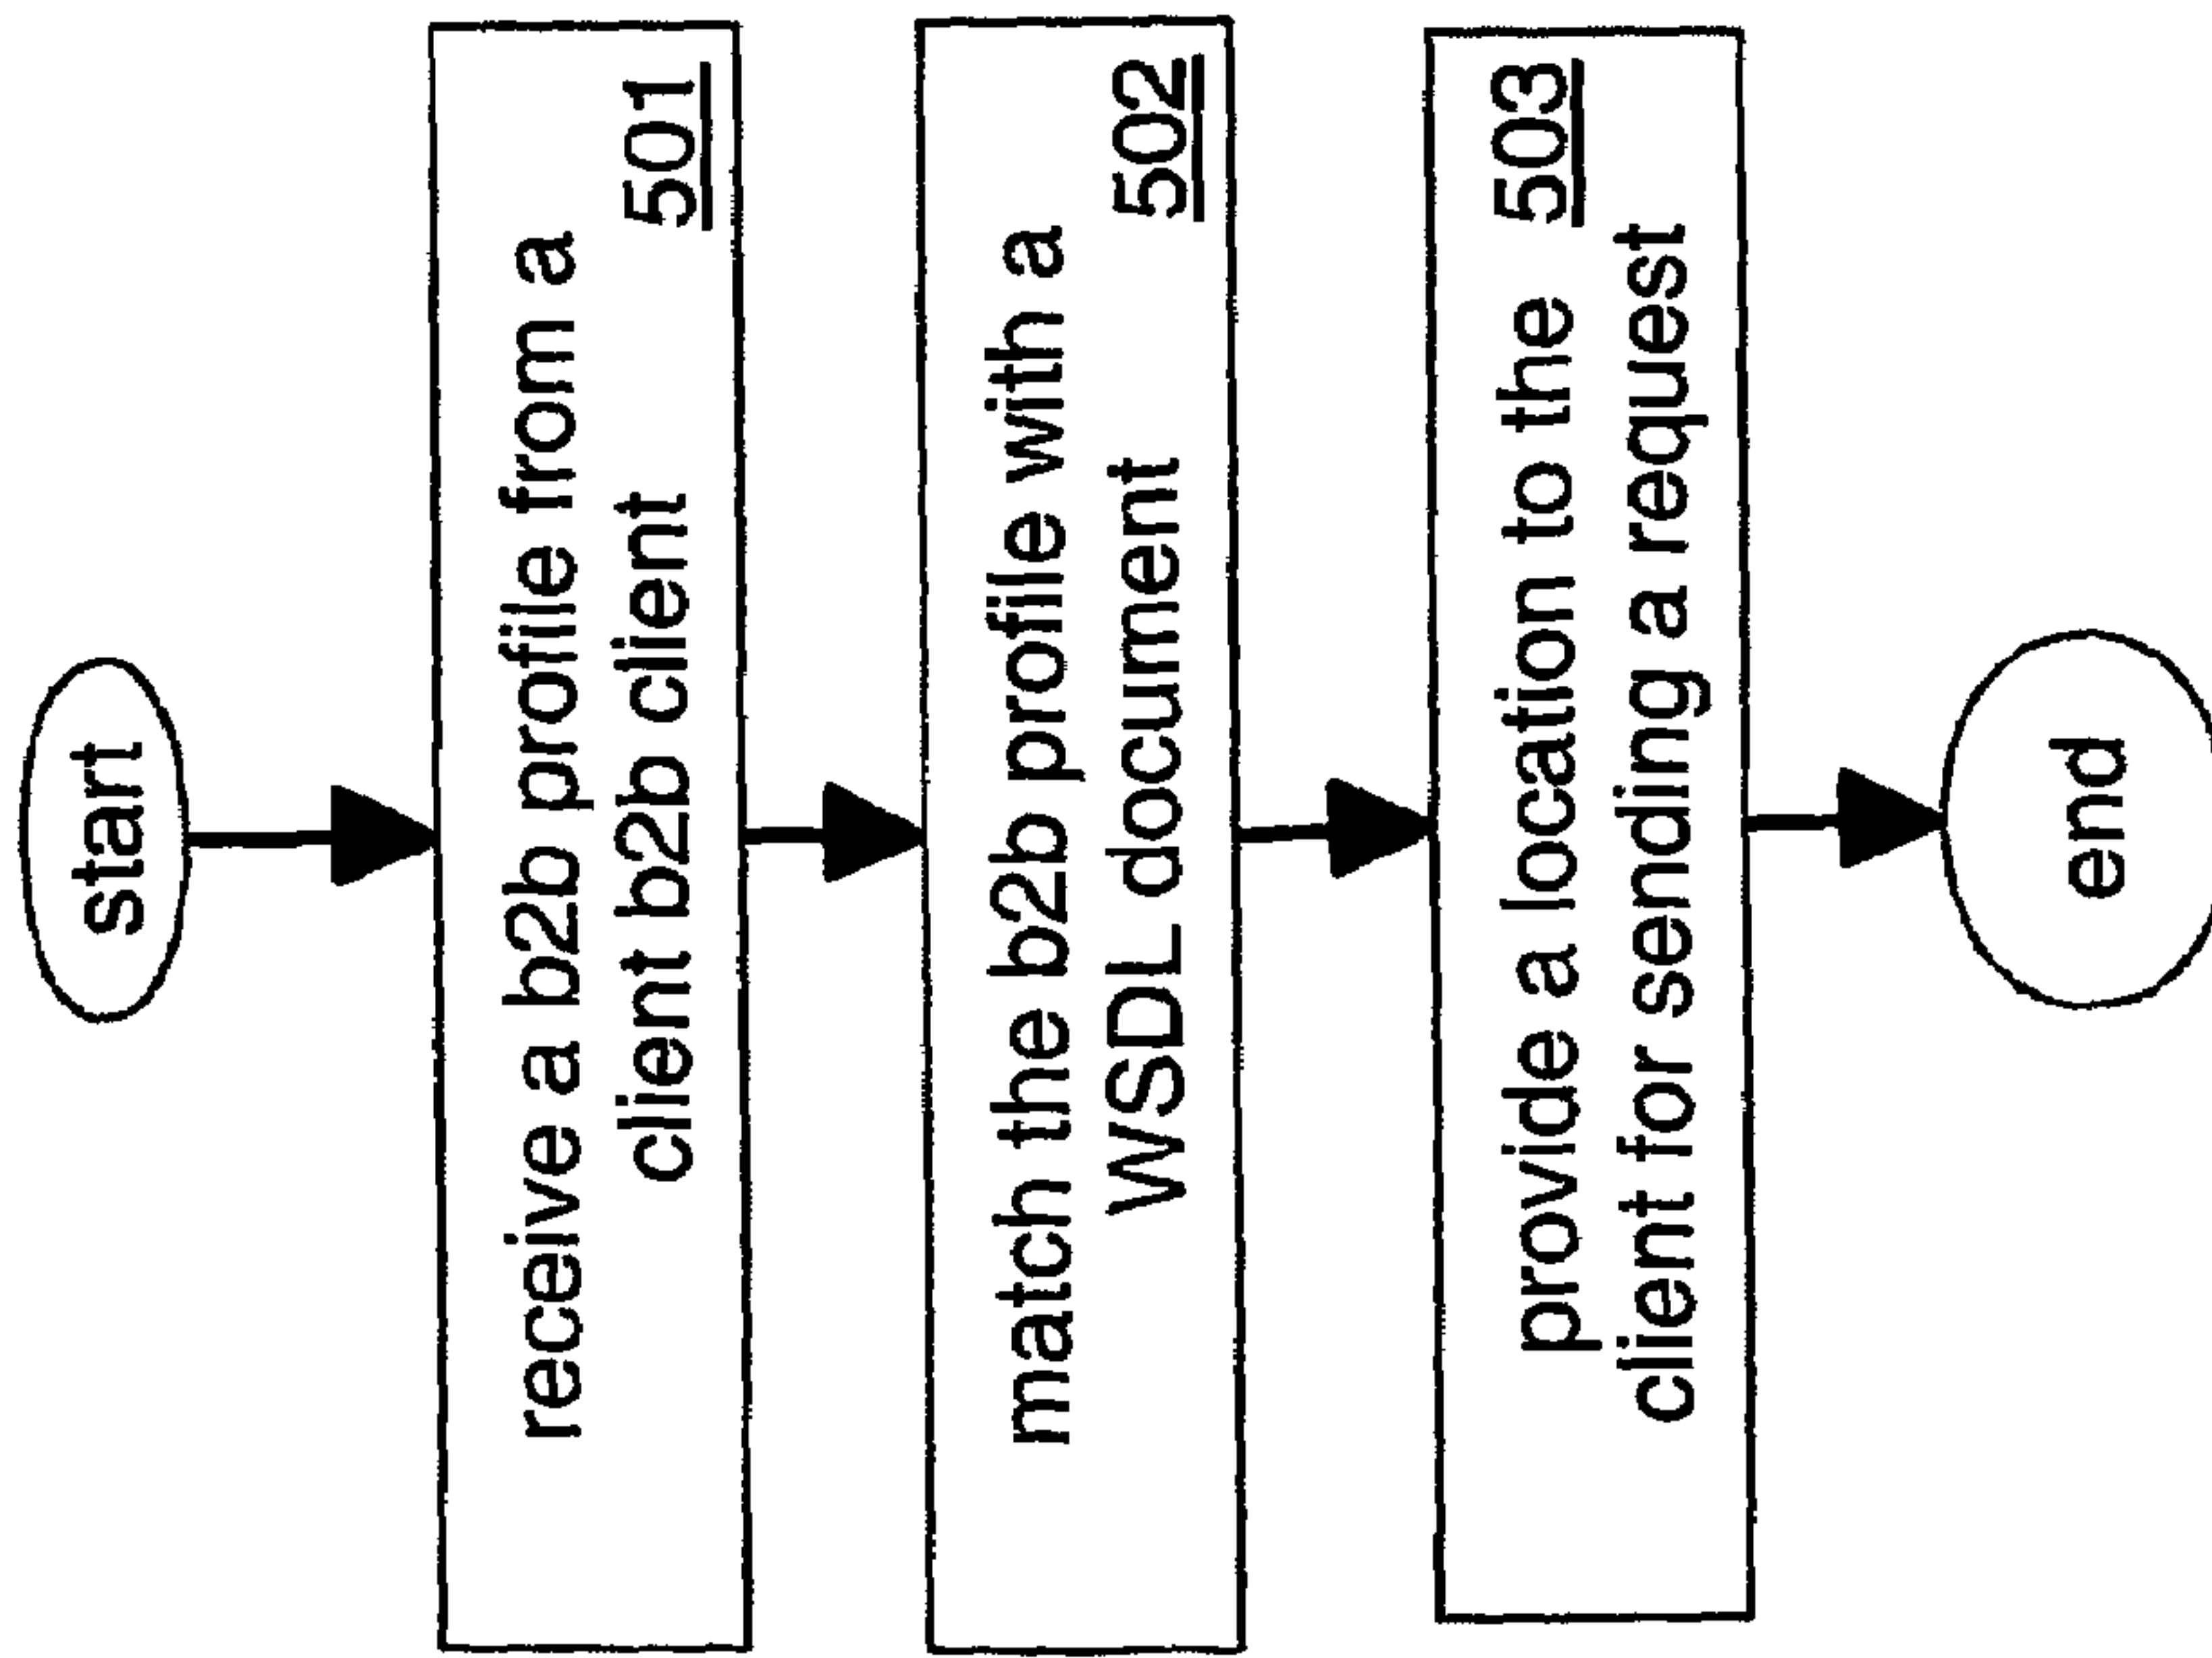 start
receive a b2b profile from a
client b2b client
501
match the b2b profile with a
WSDL document
502
provide a location to the 503
client for sending a request
end